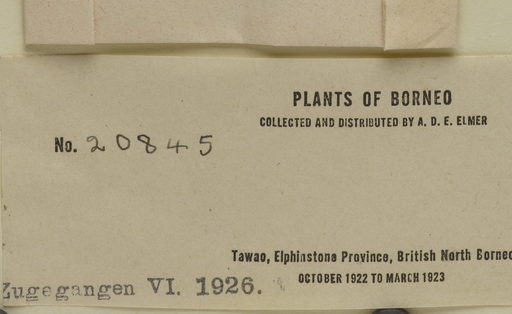 PLANTS OF BORNEO
COLLECTED AND DISTRIBUTED BY A. D. E. ELMER
No. 20845
Tawao, Elphinstone Province, British North Borneo
OCTOBER 1922 TO MARCH 1923
Zugegangen VI. 1926.